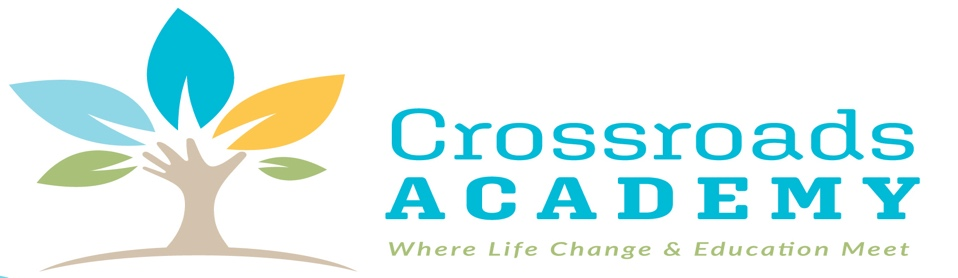 Crossroads
ACADEMY
Where Life Change & Education Meet